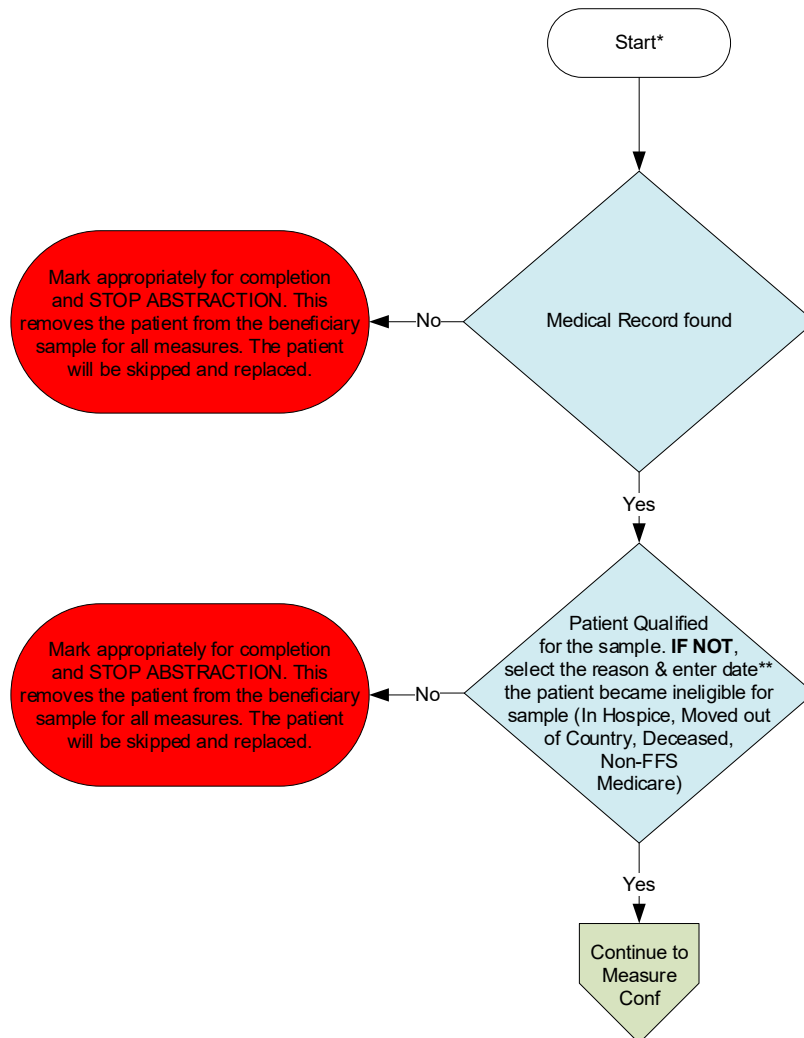 Start*
Medical Record found
No
Mark appropriately for completion
and STOP ABSTRACTION. This
removes the patient from the beneficiary
sample for all measures. The patient
will be skipped and replaced.
Yes
Patient Qualified
for the sample. IF NOT,
select the reason & enter date**
the patient became ineligible for
sample (In Hospice, Moved out
of Country, Deceased,
Non-FFS
Medicare)
No
Mark appropriately for completion
and STOP ABSTRACTION. This
removes the patient from the beneficiary
sample for all measures. The patient
will be skipped and replaced.
Yes
Continue to
Measure
Conf